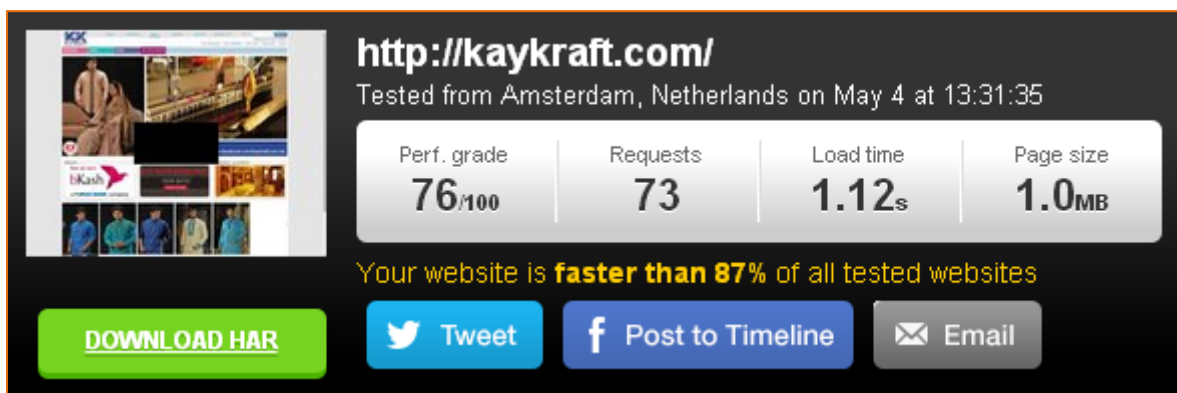 KK
bKash
http://kaykraft.com/
Tested from Amsterdam, Netherlands on May 4 at 13:31:35
Perf. grade Requests Load time Page size
76/100 73 1.12s 1.0MB
Your website is faster than 87% of all tested websites
DOWNLOAD HAR Tweet Post to Timeline Email